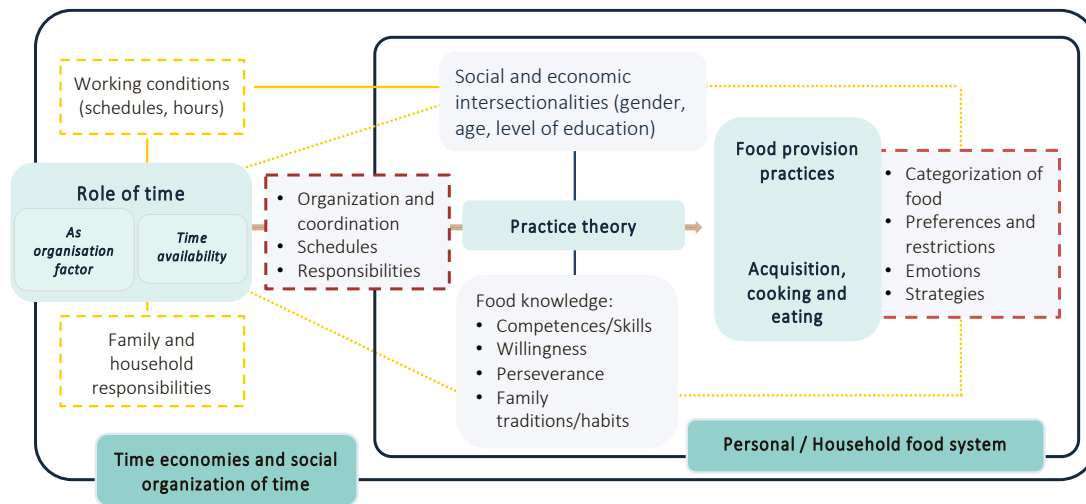 Working conditions
(schedules, hours)
Social and economic
intersectionalities (gender,
age, level of education)
Role of time
As
organisation
factor
Time
availability
• Organization and
coordination
• Schedules
• Responsibilities
Practice theory
Food provision
practices
Acquisition,
cooking and
eating
• Categorization of
food
• Preferences and
restrictions
• Emotions
• Strategies
Family and
household
responsibilities
Food knowledge:
• Competences/Skills
• Willingness
• Perseverance
• Family
traditions/habits
Time economies and social
organization of time
Personal / Household food system